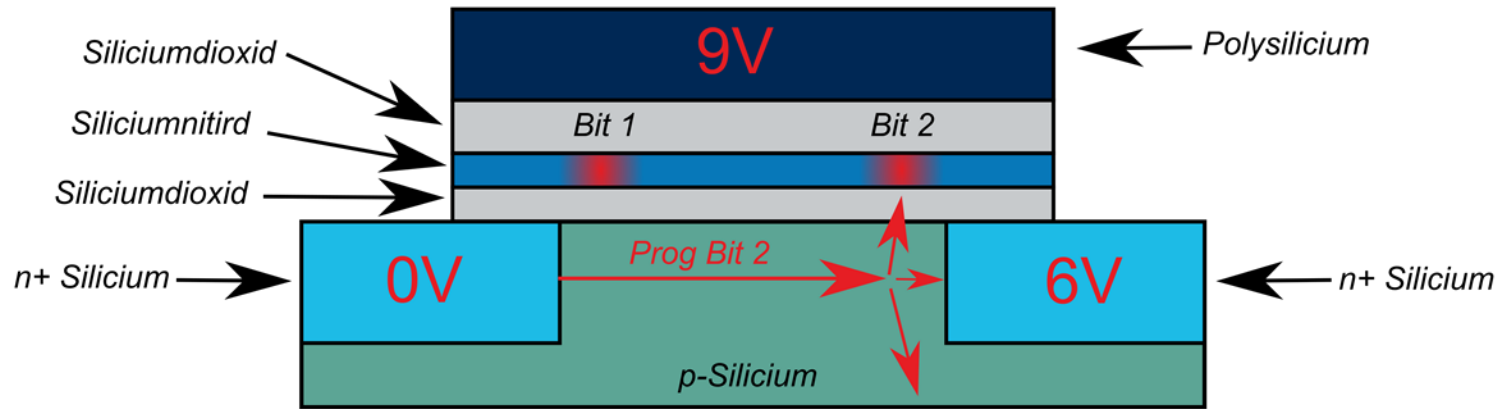 9V
Siliciumdioxid
Polysilicium
Siliciumnitird
Bit 1
Bit 2
Siliciumdioxid
Prog Bit 2
n+ Silicium
0V
6V
n+ Silicium
p-Silicium